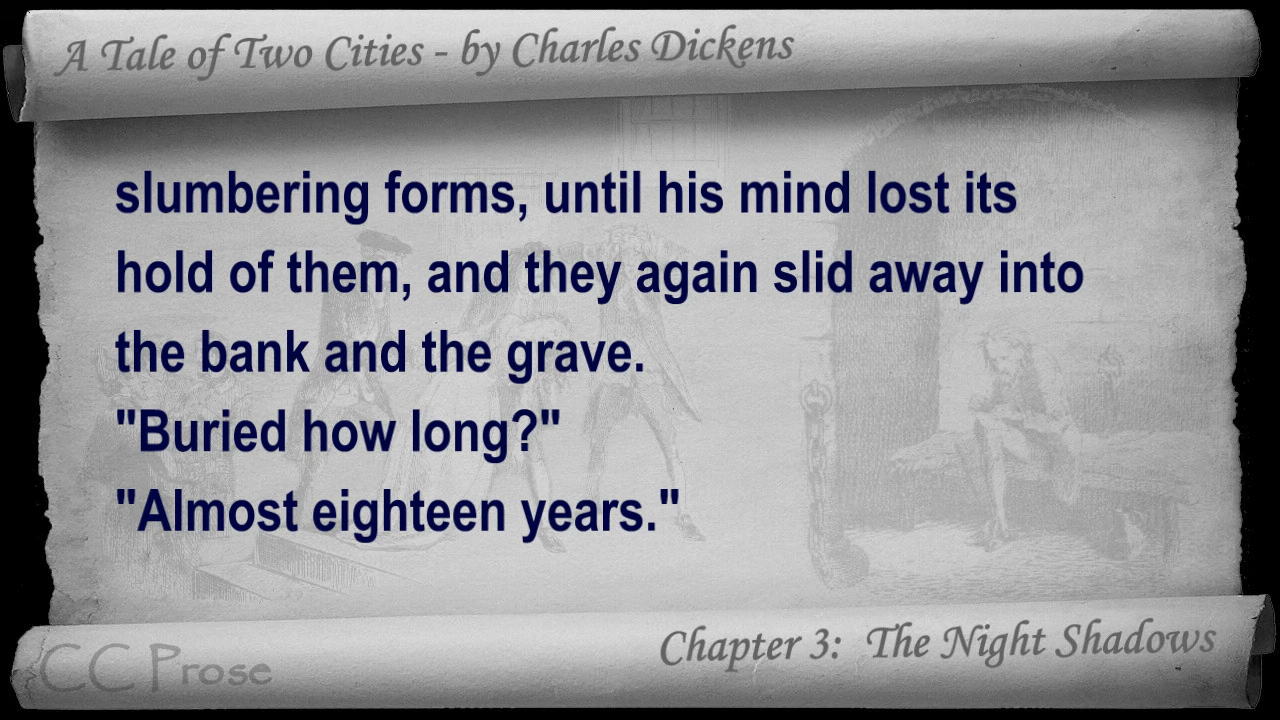 A Tale of Two Cities - by Charles Dickens
slumbering forms, until his mind lost its
hold of them, and they again slid away into
the bank and the grave.
"Buried how long?"
"Almost eighteen years."
Chapter 3: The Night Shadows
CC Prose